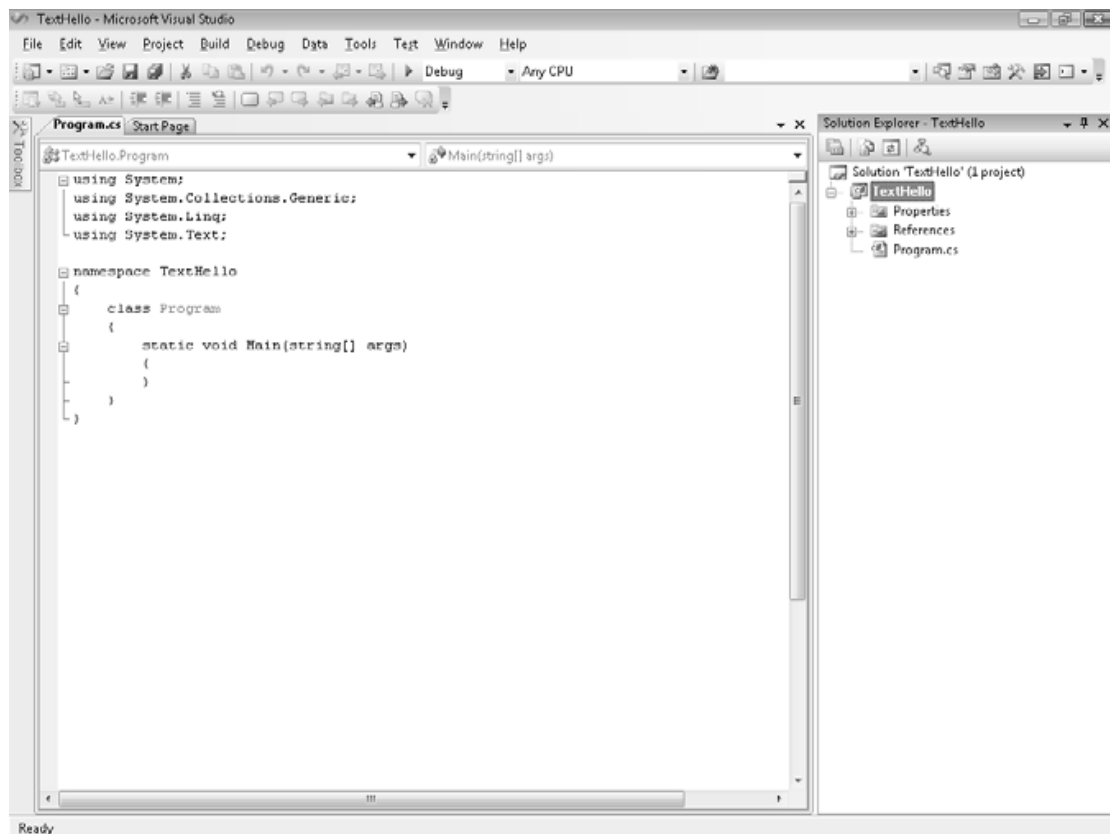 TextHello - Microsoft Visual Studio
File Edit View Project Build Debug Data Tools Test Window Help
Debug Any CPU
Program.cs Start Page
Toolbox
TextHello.Program Main(string[] args)
using System;
using System.Collections.Generic;
using System.Linq;
using System.Text;
namespace TextHello
{
class Program
{
static void Main(string[] args)
{
}
}
}
Solution Explorer - TextHello
Solution 'TextHello' (1 project)
TextHello
Properties
References
Program.cs
Ready